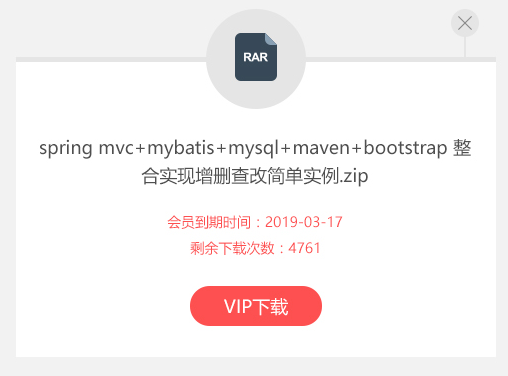 RAR
spring mvc+mybatis+mysql+maven+bootstrap 整
合实现增删查改简单实例.zip
会员到期时间：2019-03-17
剩余下载次数：4761
VIP下载